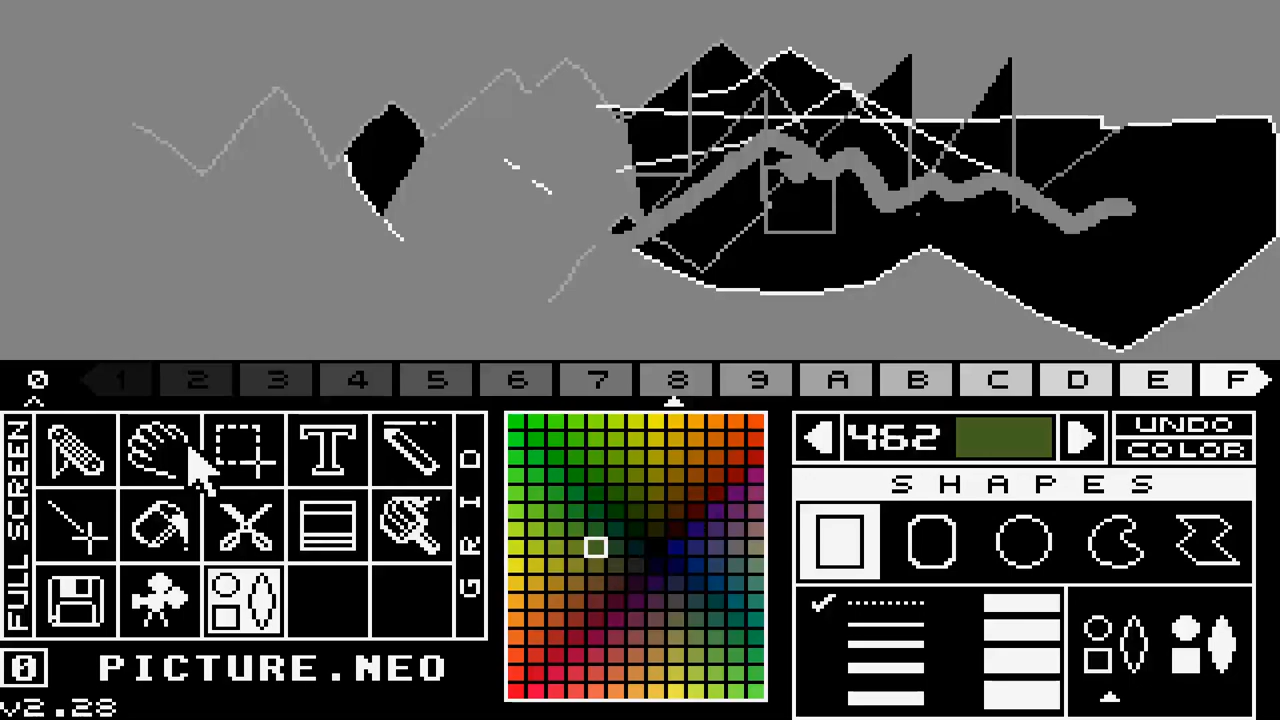 0 1 2 3 4 5 6 7 8 9 A B C D E F
FULL SCREEN
T
GRID
462
UNDO
COLOR
SHAPES
0 PICTURE.NEO
v2.28